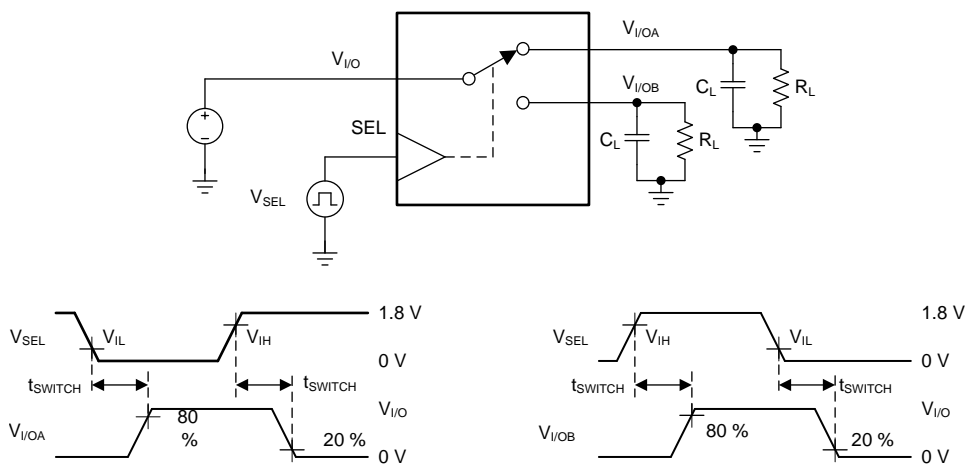 V_I/OA
V_I/O
C_L
R_L
V_I/OB
SEL
C_L
R_L
V_SEL
+
−
1.8 V
V_SEL
V_IL
V_IH
0 V
t_SWITCH
t_SWITCH
V_I/O
80
%
V_I/OA
20 %
0 V
1.8 V
V_SEL
V_IH
V_IL
0 V
t_SWITCH
t_SWITCH
V_I/O
V_I/OB
80 %
20 %
0 V